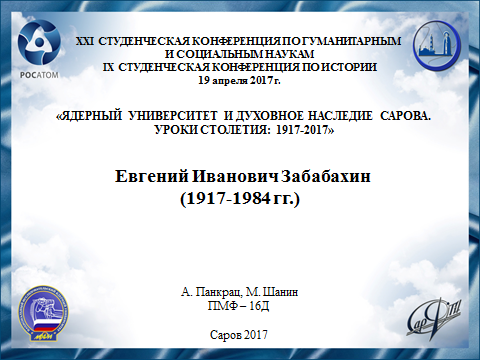 XXI СТУДЕНЧЕСКАЯ КОНФЕРЕНЦИЯ ПО ГУМАНИТАРНЫМ
И СОЦИАЛЬНЫМ НАУКАМ
IX СТУДЕНЧЕСКАЯ КОНФЕРЕНЦИЯ ПО ИСТОРИИ
19 апреля 2017 г.
РОСАТОМ
«ЯДЕРНЫЙ УНИВЕРСИТЕТ И ДУХОВНОЕ НАСЛЕДИЕ САРОВА.
УРОКИ СТОЛЕТИЯ: 1917-2017»
Евгений Иванович Забабахин
(1917-1984 гг.)
А. Панкрац, М. Шанин
ПМФ – 16Д
Саров 2017
СарФТИ